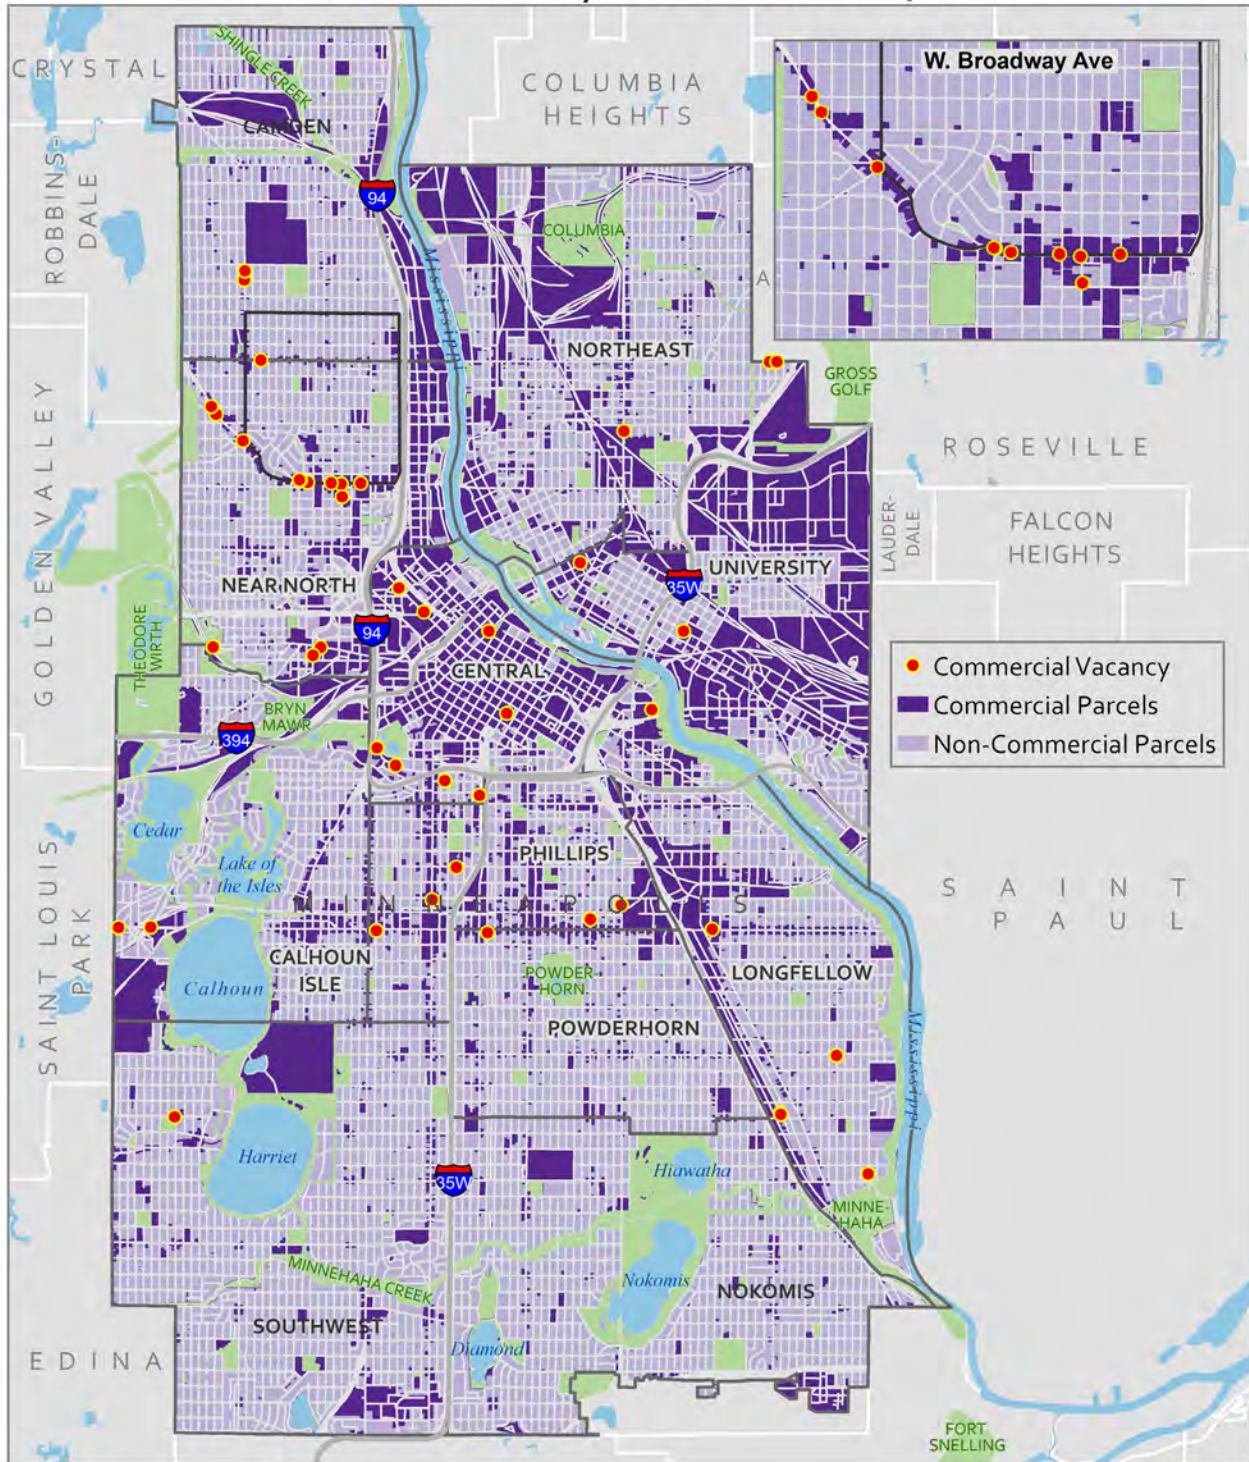 W. Broadway Ave
CRYSTAL
SHINGLE CREEK
COLUMBIA
HEIGHTS
CAMDEN
ROBBINS-
DALE
94
COLUMBIA
Mississippi
A
NORTHEAST
GROSS
GOLF
GOLDEN VALLEY
ROSEVILLE
LAUDER-
DALE
FALCON
HEIGHTS
NEAR NORTH
UNIVERSITY
35W
THEODORE
WIRTH
94
CENTRAL
BRYN
MAWR
394
Commercial Vacancy
Commercial Parcels
Non-Commercial Parcels
Cedar
Lake of
the Isles
PHILLIPS
MINNEAPOLIS
SAINT LOUIS
PARK
SAINT
PAUL
CALHOUN
ISLE
Calhoun
POWDER-
HORN
LONGFELLOW
POWDERHORN
Mississippi
Harriet
35W
Hiawatha
MINNE-
HAHA
MINNEHAHA CREEK
Nokomis
NOKOMIS
SOUTHWEST
Diamond
EDINA
FORT
SNELLING